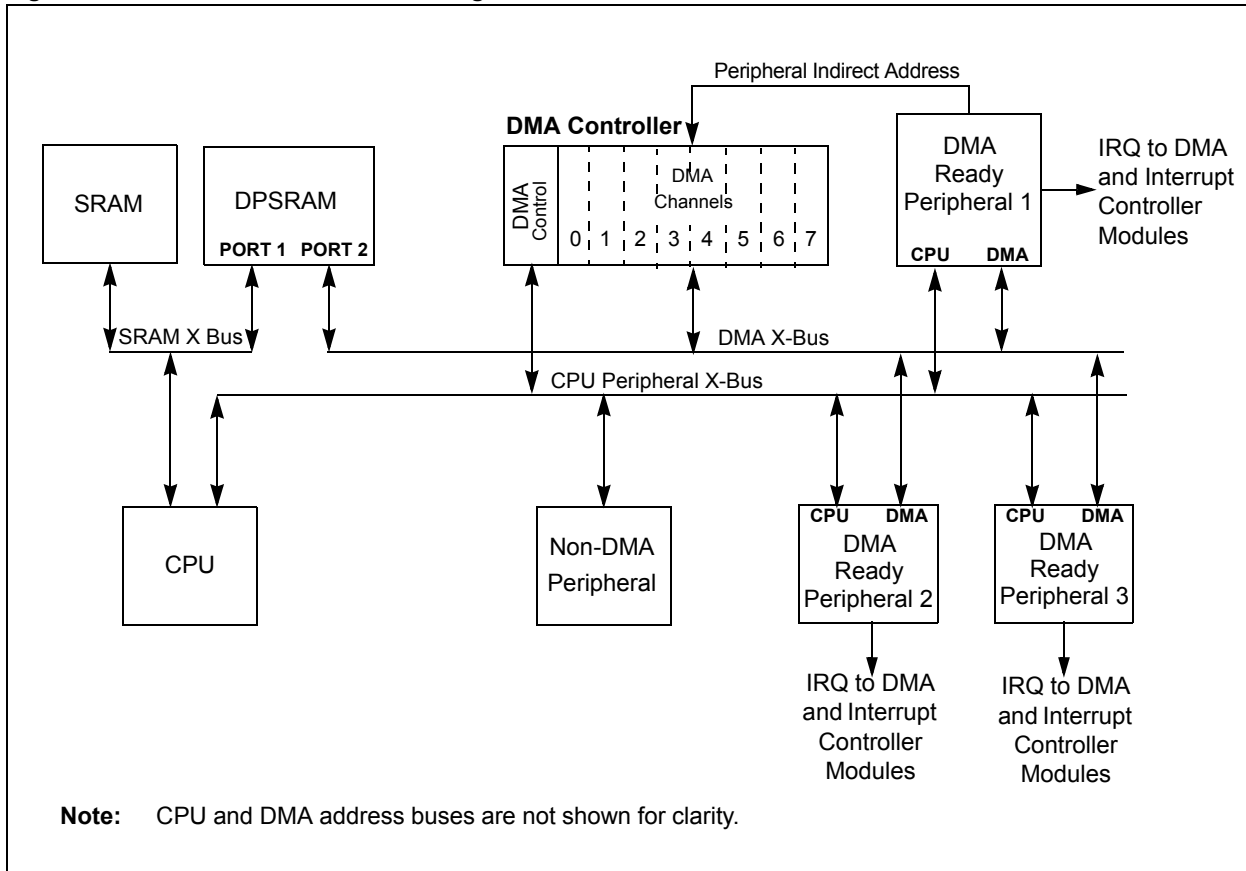 Peripheral Indirect Address
DMA Controller
SRAM
DPSRAM
PORT 1 PORT 2
DMA
Control
DMA
Channels
0 1 2 3 4 5 6 7
DMA
Ready
Peripheral 1
CPU DMA
IRQ to DMA
and Interrupt
Controller
Modules
SRAM X Bus
DMA X-Bus
CPU Peripheral X-Bus
CPU
Non-DMA
Peripheral
CPU DMA
DMA
Ready
Peripheral 2
CPU DMA
DMA
Ready
Peripheral 3
IRQ to DMA
and Interrupt
Controller
Modules
IRQ to DMA
and Interrupt
Controller
Modules
Note: CPU and DMA address buses are not shown for clarity.